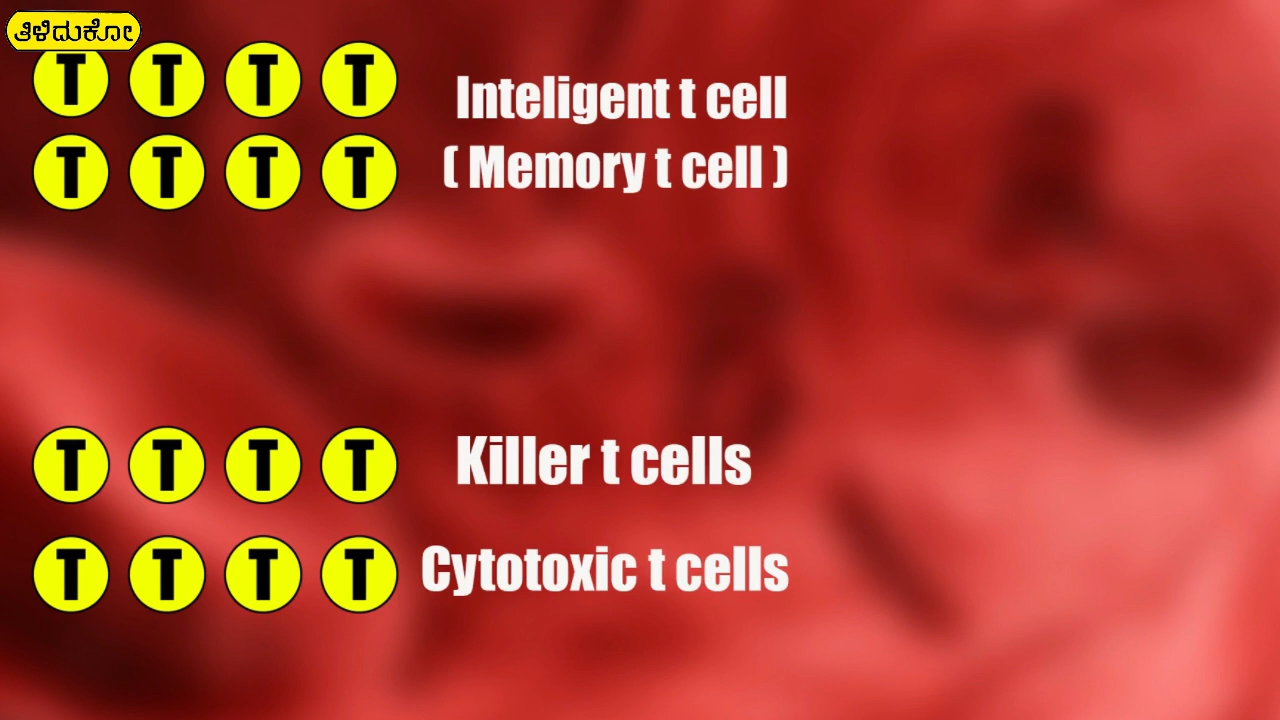 ತಿಳಿದುಕೋ
T T T T
Inteligent t cell
T T T T
( Memory t cell )
T T T T
Killer t cells
T T T T
Cytotoxic t cells